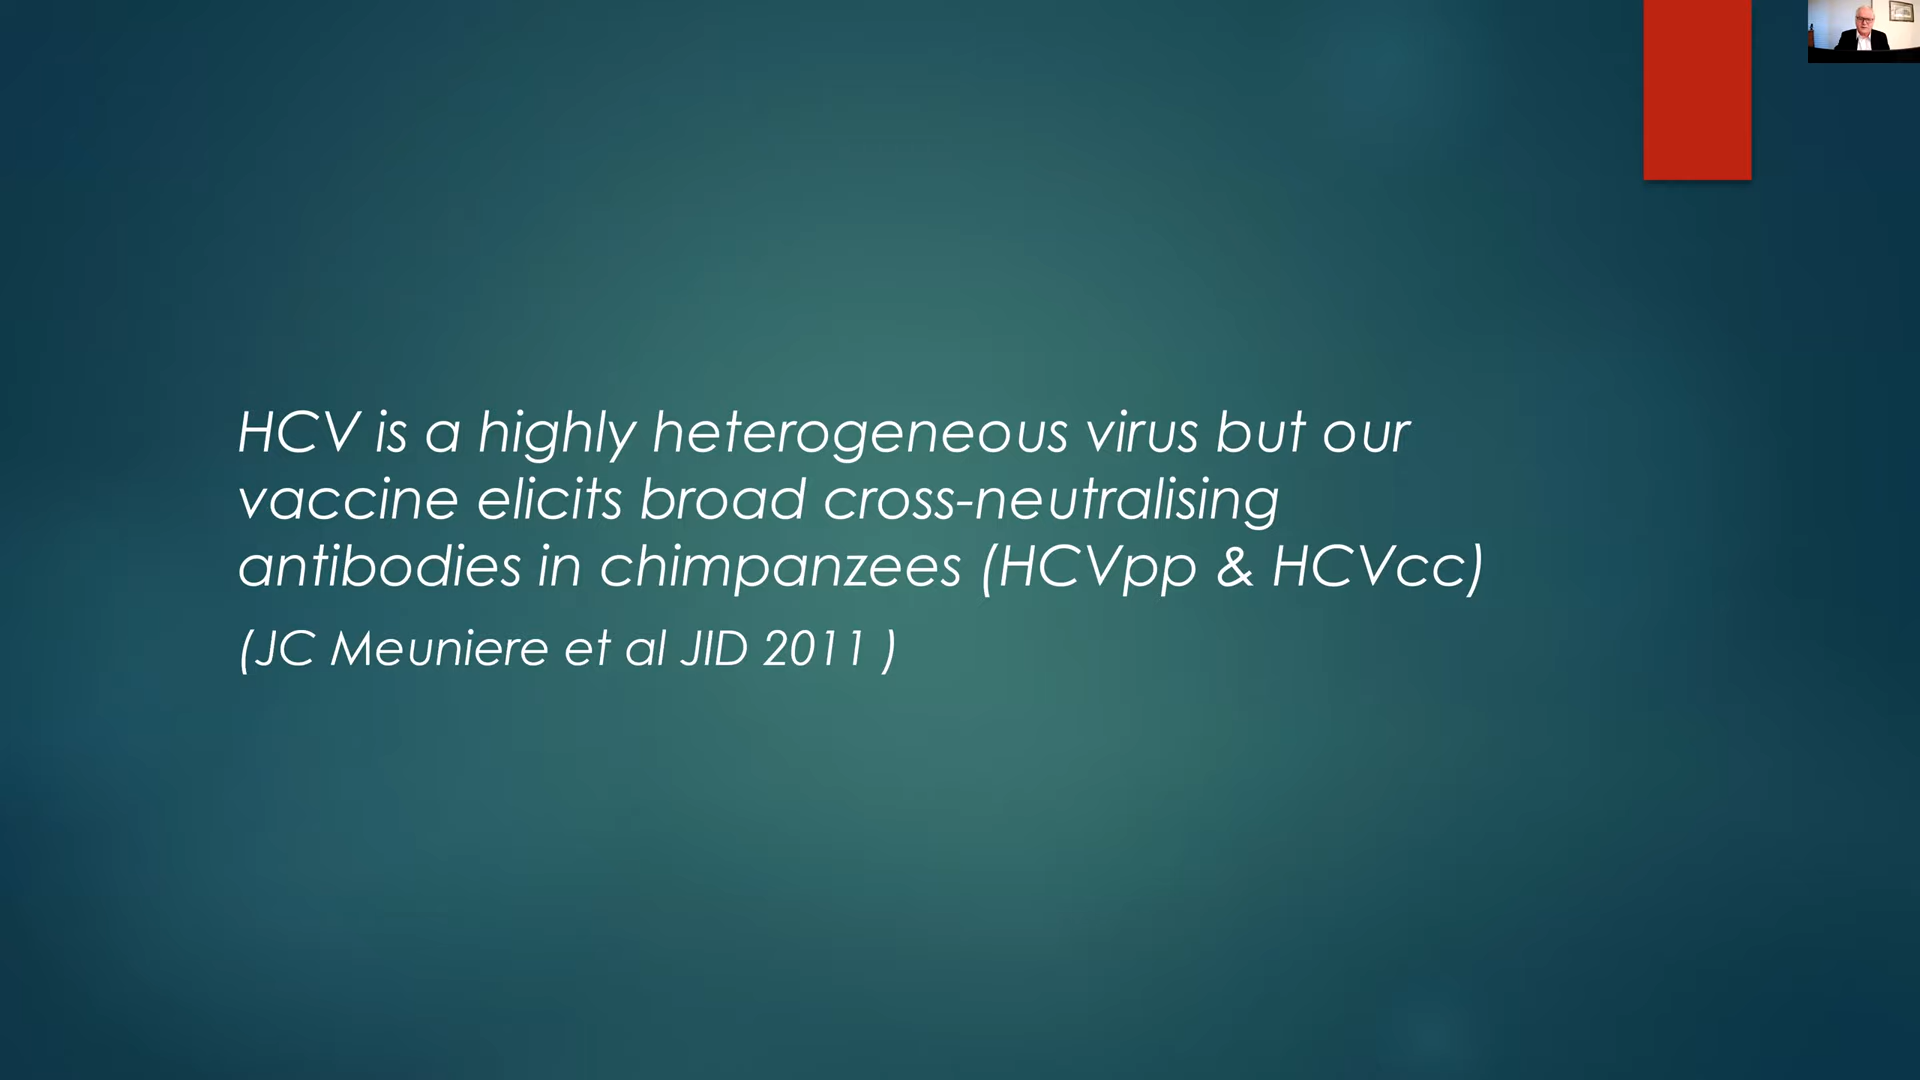 HCV is a highly heterogeneous virus but our
vaccine elicits broad cross-neutralising
antibodies in chimpanzees (HCVpp & HCVcc)
(JC Meuniere et al JID 2011 )